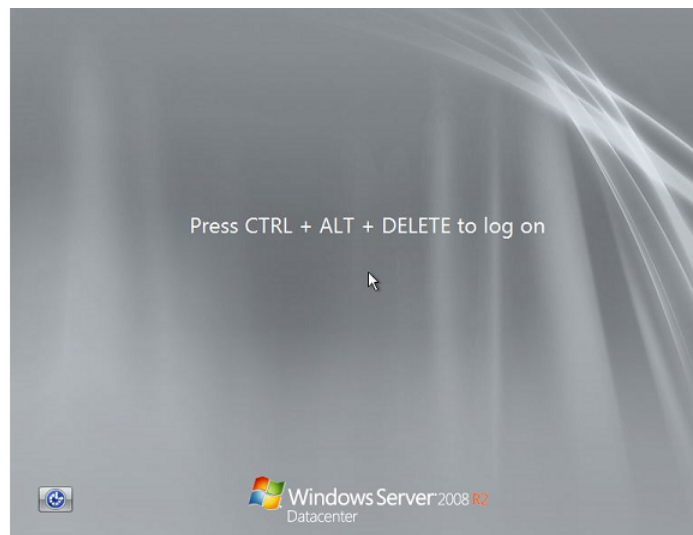 Press CTRL + ALT + DELETE to log on
Windows Server 2008 R2
Datacenter